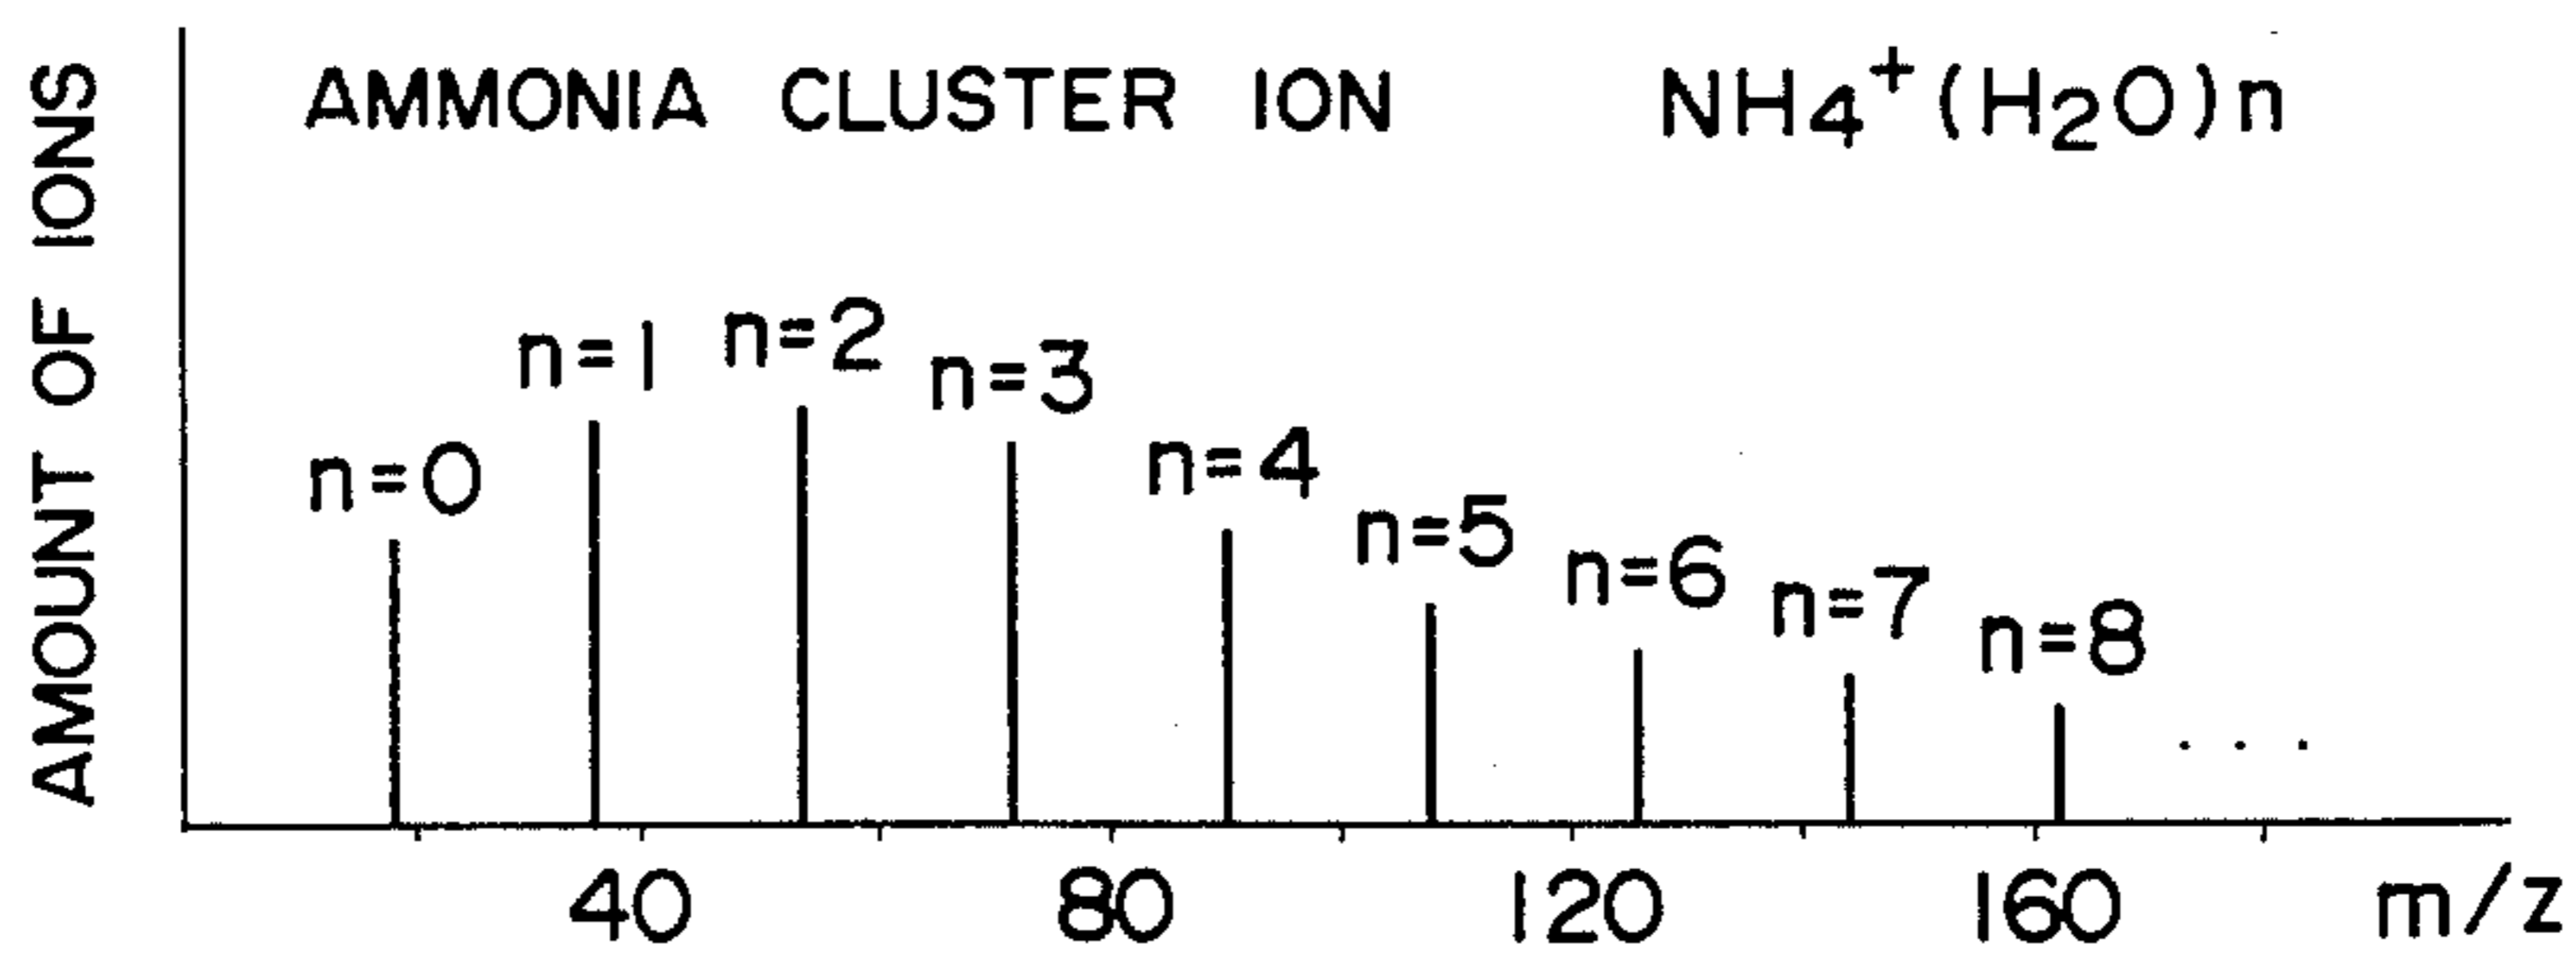 AMMONIA CLUSTER ION NH4+(H2O)n
AMOUNT OF IONS
n=0
n=1
n=2
n=3
n=4
n=5
n=6
n=7
n=8
...
40
80
120
160
m/z